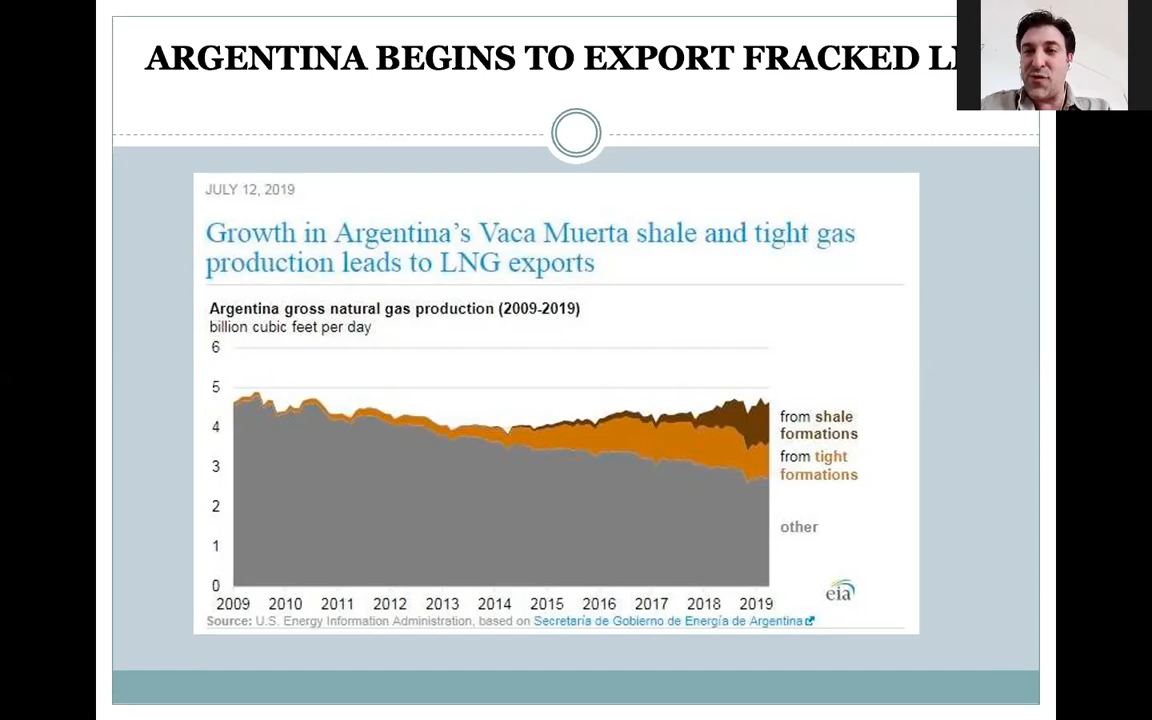 ARGENTINA BEGINS TO EXPORT FRACKED
JULY 12, 2019
Growth in Argentina's Vaca Muerta shale and tight gas
production leads to LNG exports
Argentina gross natural gas production (2009-2019)
billion cubic feet per day
6
5
4
3
2
1
0
from shale
formations
from tight
formations
other
2009 2010 2011 2012 2013 2014 2015 2016 2017 2018 2019
eia
Source: U.S. Energy Information Administration, based on Secretaría de Gobierno de Energía de Argentina